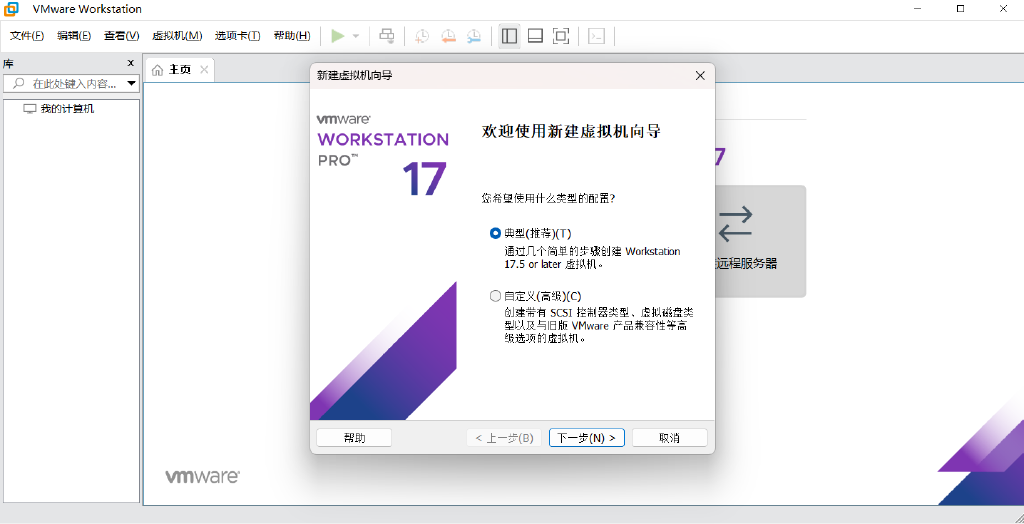 VMware Workstation
文件(F) 编辑(E) 查看(V) 虚拟机(M) 选项卡(T) 帮助(H)
库
在此处键入内容...
我的计算机
主页
新建虚拟机向导
vmware
WORKSTATION
PRO™
17
欢迎使用新建虚拟机向导
您希望使用什么类型的配置?
典型(推荐)(T)
通过几个简单的步骤创建 Workstation
17.5 or later 虚拟机。
自定义(高级)(C)
创建带有 SCSI 控制器类型、虚拟磁盘类
型以及与旧版 VMware 产品兼容性等高
级选项的虚拟机。
帮助
< 上一步(B)
下一步(N) >
取消
7
远程服务器
vmware